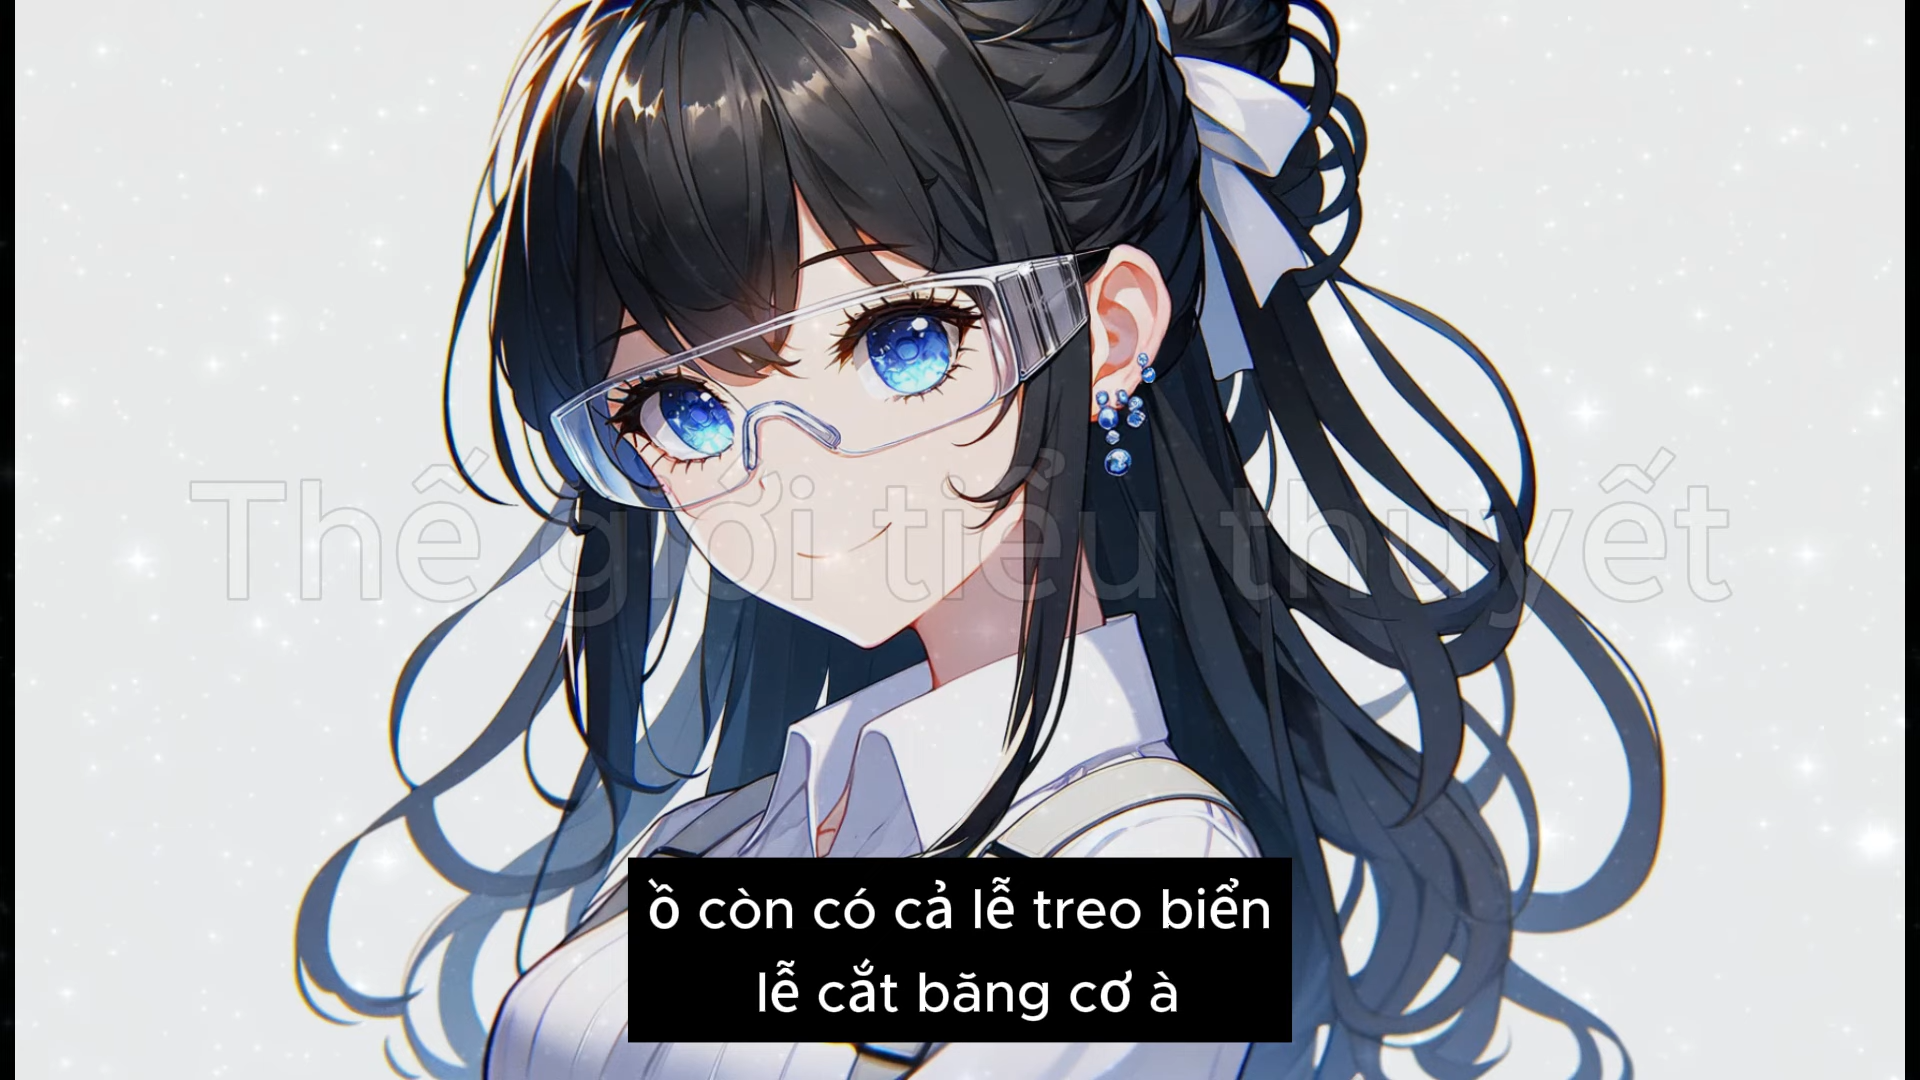 Thế giới tiểu thuyết
ồ còn có cả lễ treo biển
lễ cắt băng cơ à